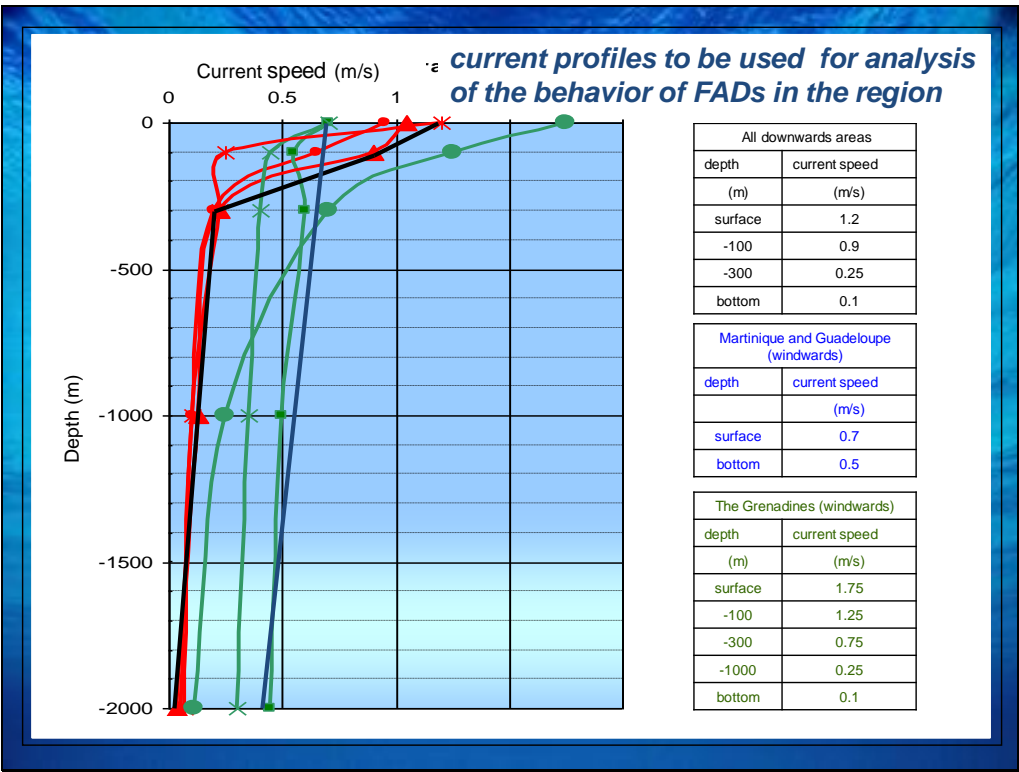 current profiles to be used for analysis
of the behavior of FADs in the region
Current speed (m/s)
0 0.5 1
0
-500
-1000
-1500
-2000
Depth (m)
All downwards areas
depth current speed
(m) (m/s)
surface 1.2
-100 0.9
-300 0.25
bottom 0.1
Martinique and Guadeloupe
(windwards)
depth current speed
(m/s)
surface 0.7
bottom 0.5
The Grenadines (windwards)
depth current speed
(m) (m/s)
surface 1.75
-100 1.25
-300 0.75
-1000 0.25
bottom 0.1